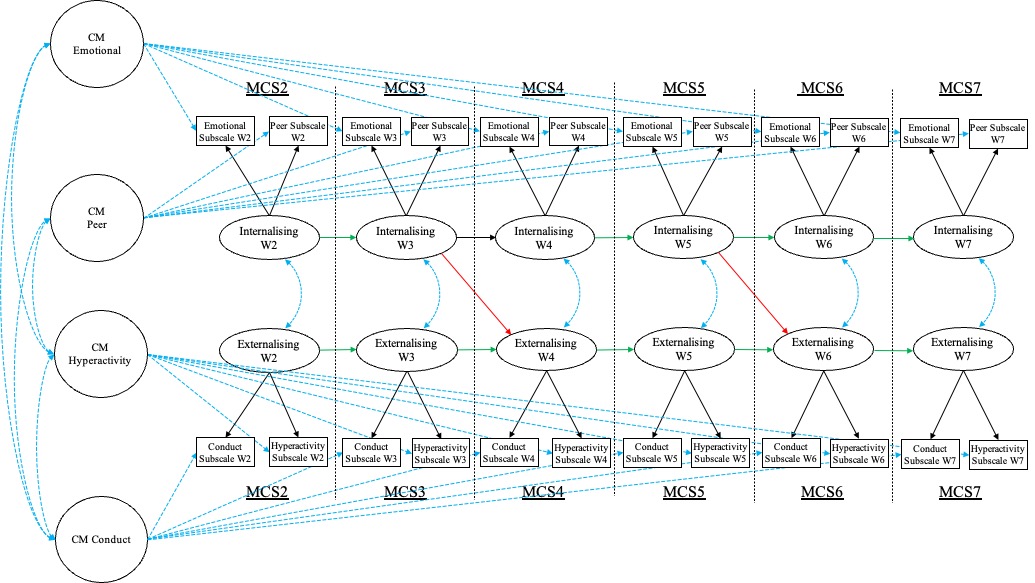 CM
Emotional
MCS2
MCS3
MCS4
MCS5
MCS6
MCS7
Emotional
Subscale W2
Peer Subscale
W2
Emotional
Subscale W3
Peer Subscale
W3
Emotional
Subscale W4
Peer Subscale
W4
Emotional
Subscale W5
Peer Subscale
W5
Emotional
Subscale W6
Peer Subscale
W6
Emotional
Subscale W7
Peer Subscale
W7
CM
Peer
Internalising
W2
Internalising
W3
Internalising
W4
Internalising
W5
Internalising
W6
Internalising
W7
CM
Hyperactivity
Externalising
W2
Externalising
W3
Externalising
W4
Externalising
W5
Externalising
W6
Externalising
W7
Conduct
Subscale W2
Hyperactivity
Subscale W2
Conduct
Subscale W3
Hyperactivity
Subscale W3
Conduct
Subscale W4
Hyperactivity
Subscale W4
Conduct
Subscale W5
Hyperactivity
Subscale W5
Conduct
Subscale W6
Hyperactivity
Subscale W6
Conduct
Subscale W7
Hyperactivity
Subscale W7
MCS2
MCS3
MCS4
MCS5
MCS6
MCS7
CM Conduct